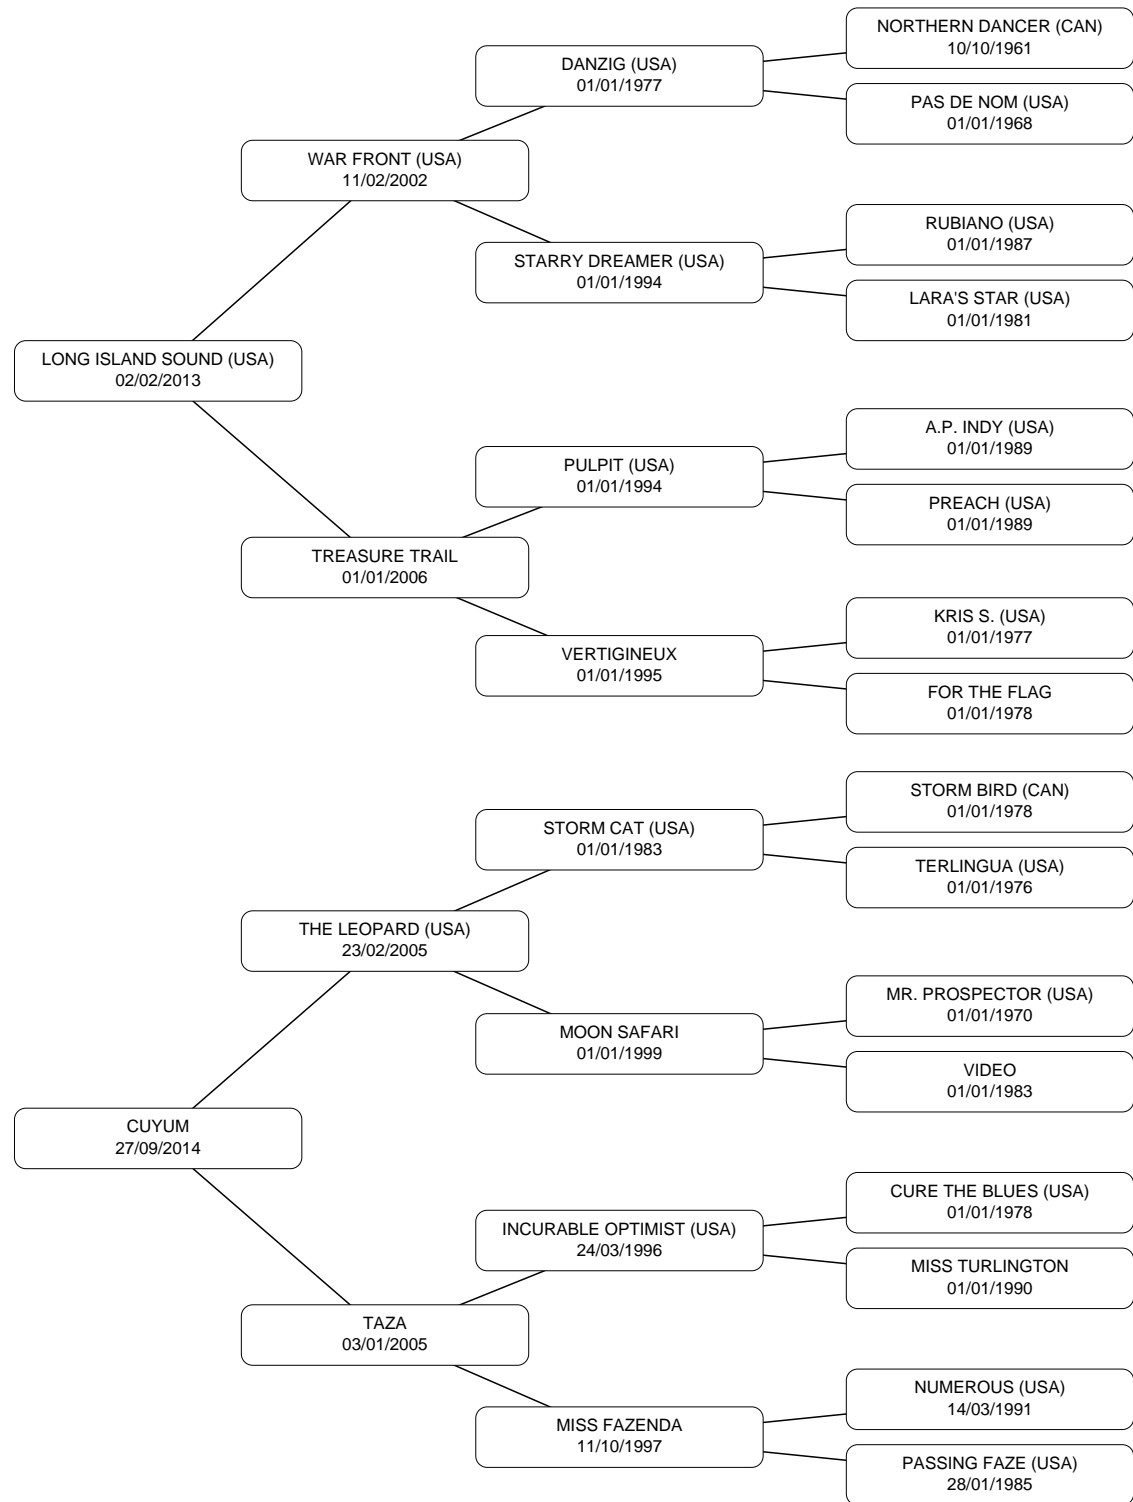 NORTHERN DANCER (CAN)
10/10/1961
DANZIG (USA)
01/01/1977
PAS DE NOM (USA)
01/01/1968
WAR FRONT (USA)
11/02/2002
RUBIANO (USA)
01/01/1987
STARRY DREAMER (USA)
01/01/1994
LARA'S STAR (USA)
01/01/1981
LONG ISLAND SOUND (USA)
02/02/2013
A.P. INDY (USA)
01/01/1989
PULPIT (USA)
01/01/1994
PREACH (USA)
01/01/1989
TREASURE TRAIL
01/01/2006
KRIS S. (USA)
01/01/1977
VERTIGINEUX
01/01/1995
FOR THE FLAG
01/01/1978
STORM BIRD (CAN)
01/01/1978
STORM CAT (USA)
01/01/1983
TERLINGUA (USA)
01/01/1976
THE LEOPARD (USA)
23/02/2005
MR. PROSPECTOR (USA)
01/01/1970
MOON SAFARI
01/01/1999
VIDEO
01/01/1983
CUYUM
27/09/2014
CURE THE BLUES (USA)
01/01/1978
INCURABLE OPTIMIST (USA)
24/03/1996
MISS TURLINGTON
01/01/1990
TAZA
03/01/2005
NUMEROUS (USA)
14/03/1991
MISS FAZENDA
11/10/1997
PASSING FAZE (USA)
28/01/1985